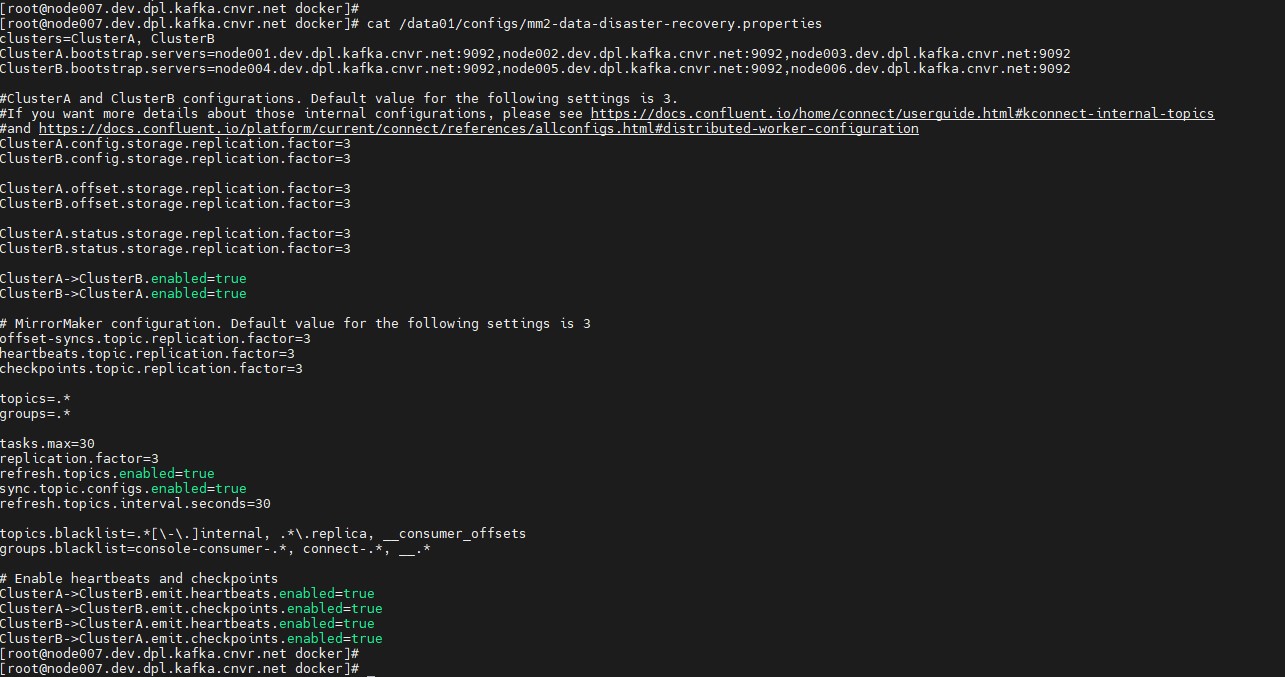 [root@node007.dev.dpl.kafka.cnvr.net docker]#
[root@node007.dev.dpl.kafka.cnvr.net docker]# cat /data01/configs/mm2-data-disaster-recovery.properties
clusters=ClusterA, ClusterB
ClusterA.bootstrap.servers=node001.dev.dpl.kafka.cnvr.net:9092,node002.dev.dpl.kafka.cnvr.net:9092,node003.dev.dpl.kafka.cnvr.net:9092
ClusterB.bootstrap.servers=node004.dev.dpl.kafka.cnvr.net:9092,node005.dev.dpl.kafka.cnvr.net:9092,node006.dev.dpl.kafka.cnvr.net:9092
#ClusterA and ClusterB configurations. Default value for the following settings is 3.
#If you want more details about those internal configurations, please see https://docs.confluent.io/home/connect/userguide.html#kconnect-internal-topics
#and https://docs.confluent.io/platform/current/connect/references/allconfigs.html#distributed-worker-configuration
ClusterA.config.storage.replication.factor=3
ClusterB.config.storage.replication.factor=3
ClusterA.offset.storage.replication.factor=3
ClusterB.offset.storage.replication.factor=3
ClusterA.status.storage.replication.factor=3
ClusterB.status.storage.replication.factor=3
ClusterA->ClusterB.enabled=true
ClusterB->ClusterA.enabled=true
# MirrorMaker configuration. Default value for the following settings is 3
offset-syncs.topic.replication.factor=3
heartbeats.topic.replication.factor=3
checkpoints.topic.replication.factor=3
topics=.*
groups=.*
tasks.max=30
replication.factor=3
refresh.topics.enabled=true
sync.topic.configs.enabled=true
refresh.topics.interval.seconds=30
topics.blacklist=.*[\-\.]internal, .*\.replica, __consumer_offsets
groups.blacklist=console-consumer-.*, connect-.*, __.*
# Enable heartbeats and checkpoints
ClusterA->ClusterB.emit.heartbeats.enabled=true
ClusterA->ClusterB.emit.checkpoints.enabled=true
ClusterB->ClusterA.emit.heartbeats.enabled=true
ClusterB->ClusterA.emit.checkpoints.enabled=true
[root@node007.dev.dpl.kafka.cnvr.net docker]#
[root@node007.dev.dpl.kafka.cnvr.net docker]# _